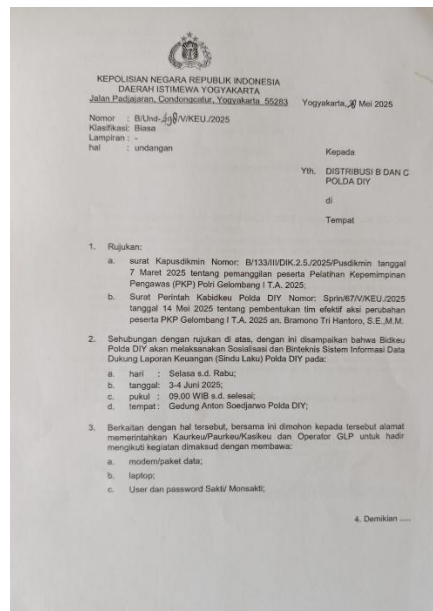 KEPOLISIAN NEGARA REPUBLIK INDONESIA
DAERAH ISTIMEWA YOGYAKARTA
Jalan Padjajaran, Condongcatur, Yogyakarta 55283
Yogyakarta, Mei 2025
Nomor : B/Und- /V/KEU./2025
Klasifikasi: Biasa
Lampiran : -
hal : undangan
Kepada
Yth. DISTRIBUSI B DAN C
POLDA DIY
di
Tempat
1. Rujukan:
a. surat Kapusdikmin Nomor: B/133/III/DIK.2.5./2025/Pusdikmin tanggal
7 Maret 2025 tentang pemanggilan peserta Pelatihan Kepemimpinan
Pengawas (PKP) Polri Gelombang I T.A. 2025;
b. Surat Perintah Kabidkeu Polda DIY Nomor: Sprin/67/V/KEU./2025
tanggal 14 Mei 2025 tentang pembentukan tim efektif aksi perubahan
peserta PKP Gelombang I T.A. 2025 an. Bramono Tri Hantoro, S.E.,M.M.
2. Sehubungan dengan rujukan di atas, dengan ini disampaikan bahwa Bidkeu
Polda DIY akan melaksanakan Sosialisasi dan Binteknis Sistem Informasi Data
Dukung Laporan Keuangan (Sindu Laku) Polda DIY pada:
a. hari : Selasa s.d. Rabu;
b. tanggal: 3-4 Juni 2025;
c. pukul : 09.00 WIB s.d. selesai;
d. tempat: Gedung Anton Soedjarwo Polda DIY;
3. Berkaitan dengan hal tersebut, bersama ini dimohon kepada tersebut alamat
memerintahkan Kaurkeu/Paurkeu/Kasikeu dan Operator GLP untuk hadir
mengikuti kegiatan dimaksud dengan membawa:
a. modem/paket data;
b. laptop;
c. User dan password Sakti/ Monsakti;
4. Demikian .....